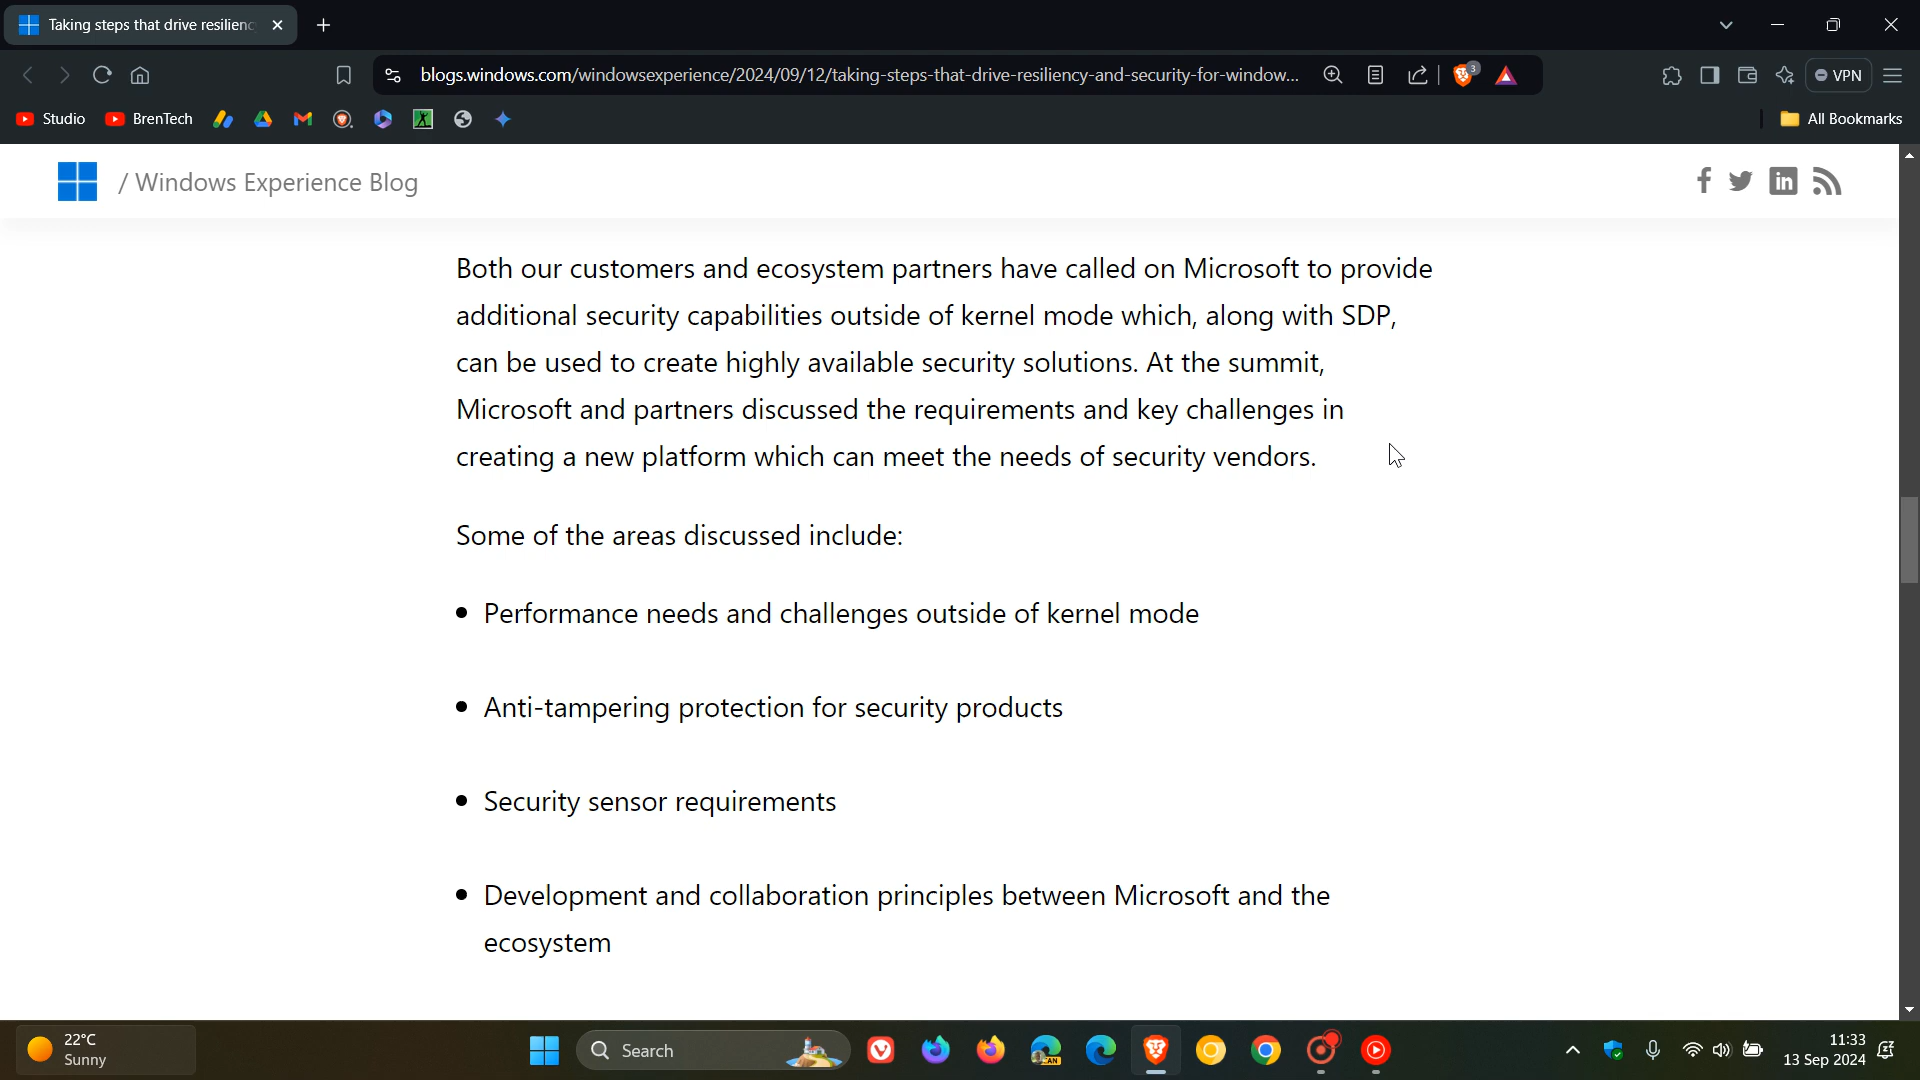 Taking steps that drive resilienc
blogs.windows.com/windowsexperience/2024/09/12/taking-steps-that-drive-resiliency-and-security-for-window...
3
VPN
Studio
BrenTech
All Bookmarks
/ Windows Experience Blog
Both our customers and ecosystem partners have called on Microsoft to provide
additional security capabilities outside of kernel mode which, along with SDP,
can be used to create highly available security solutions. At the summit,
Microsoft and partners discussed the requirements and key challenges in
creating a new platform which can meet the needs of security vendors.
Some of the areas discussed include:
• Performance needs and challenges outside of kernel mode
• Anti-tampering protection for security products
• Security sensor requirements
• Development and collaboration principles between Microsoft and the
ecosystem
22°C
Sunny
Search
CAN
11:33
13 Sep 2024